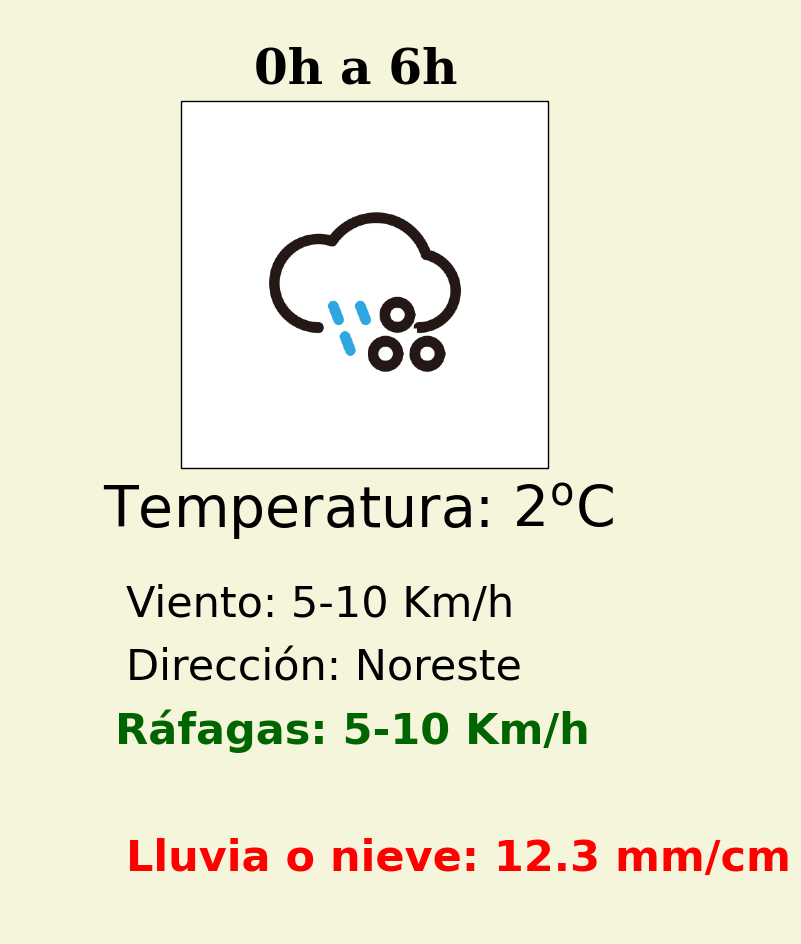 0h a 6h
Temperatura: 2ºC
Viento: 5-10 Km/h
Dirección: Noreste
Ráfagas: 5-10 Km/h
Lluvia o nieve: 12.3 mm/cm